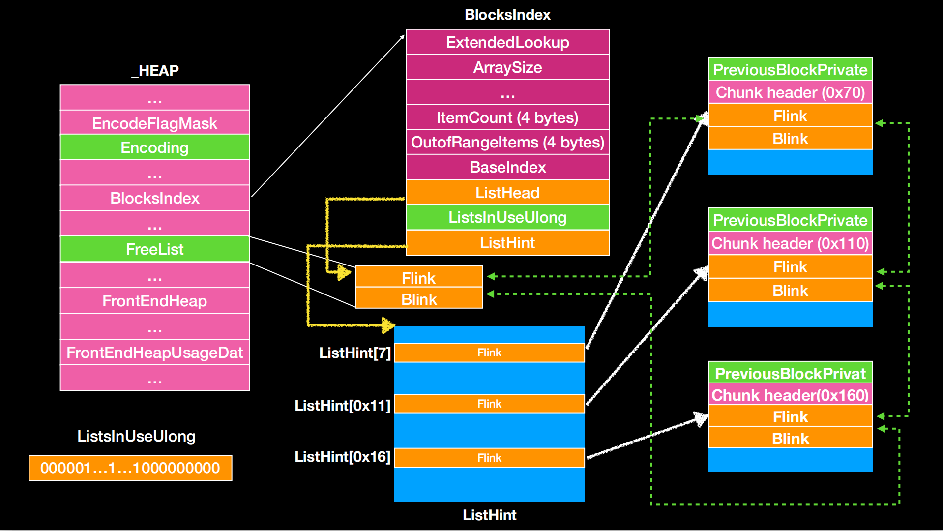 BlocksIndex
ExtendedLookup
ArraySize
...
ItemCount (4 bytes)
OutofRangeItems (4 bytes)
BaseIndex
ListHead
ListsInUseUlong
ListHint
_HEAP
...
EncodeFlagMask
Encoding
...
BlocksIndex
...
FreeList
...
FrontEndHeap
...
FrontEndHeapUsageDat
...
Flink
Blink
ListHint[7]
Flink
ListHint[0x11]
Flink
ListHint[0x16]
Flink
ListHint
ListsInUseUlong
000001...1...1000000000
PreviousBlockPrivate
Chunk header (0x70)
Flink
Blink
PreviousBlockPrivate
Chunk header (0x110)
Flink
Blink
PreviousBlockPrivat
Chunk header(0x160)
Flink
Blink